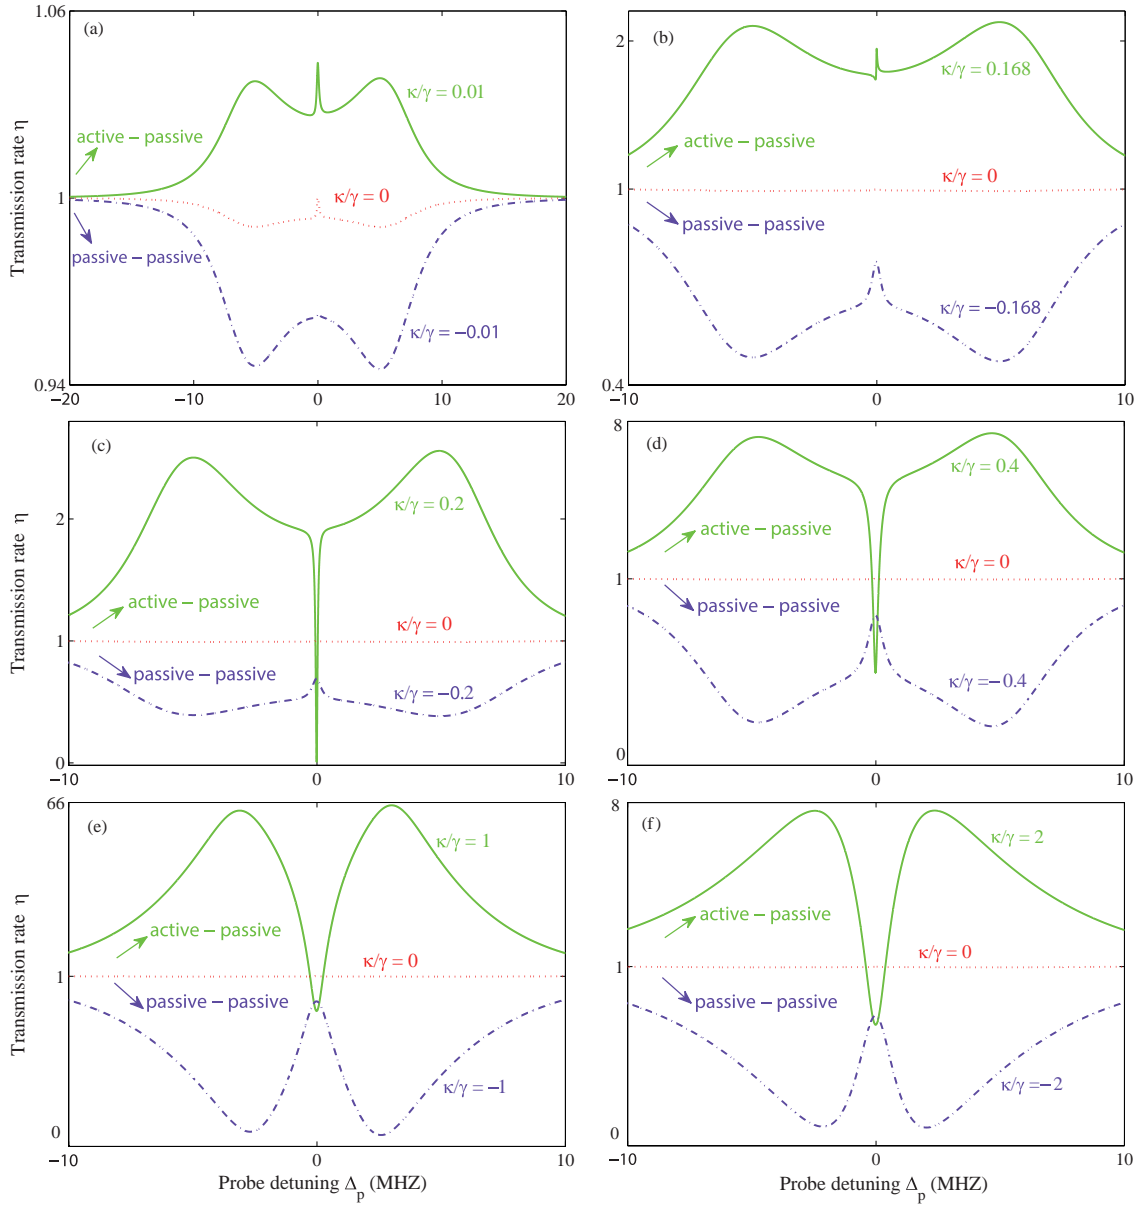 1.06
(a)
κ/γ = 0.01
active − passive
κ/γ = 0
1
passive − passive
κ/γ = −0.01
0.94
−20
−10
0
10
20
Transmission rate η
(b)
2
κ/γ = 0.168
active − passive
κ/γ = 0
1
passive − passive
κ/γ = −0.168
0.4
−10
0
10
(c)
2
κ/γ = 0.2
active − passive
κ/γ = 0
1
passive − passive
κ/γ = −0.2
0
−10
0
10
Transmission rate η
8
(d)
κ/γ = 0.4
active − passive
κ/γ = 0
1
passive − passive
κ/γ = −0.4
0
−10
0
10
66
(e)
κ/γ = 1
active − passive
κ/γ = 0
1
passive − passive
κ/γ = −1
0
−10
0
10
Transmission rate η
Probe detuning Δp (MHZ)
8
(f)
κ/γ = 2
active − passive
κ/γ = 0
1
passive − passive
κ/γ = −2
0
−10
0
10
Probe detuning Δp (MHZ)